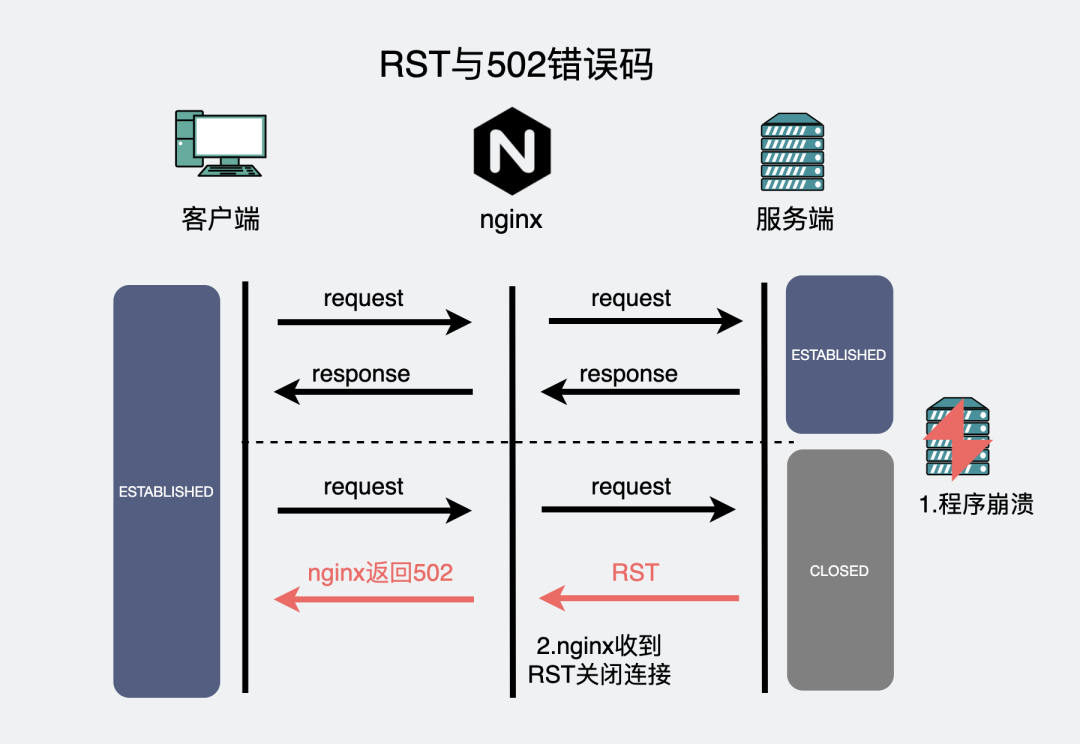 RST与502错误码
N
客户端
nginx
服务端
request
request
response
response
ESTABLISHED
ESTABLISHED
request
request
1.程序崩溃
nginx返回502
RST
CLOSED
2.nginx收到
RST关闭连接